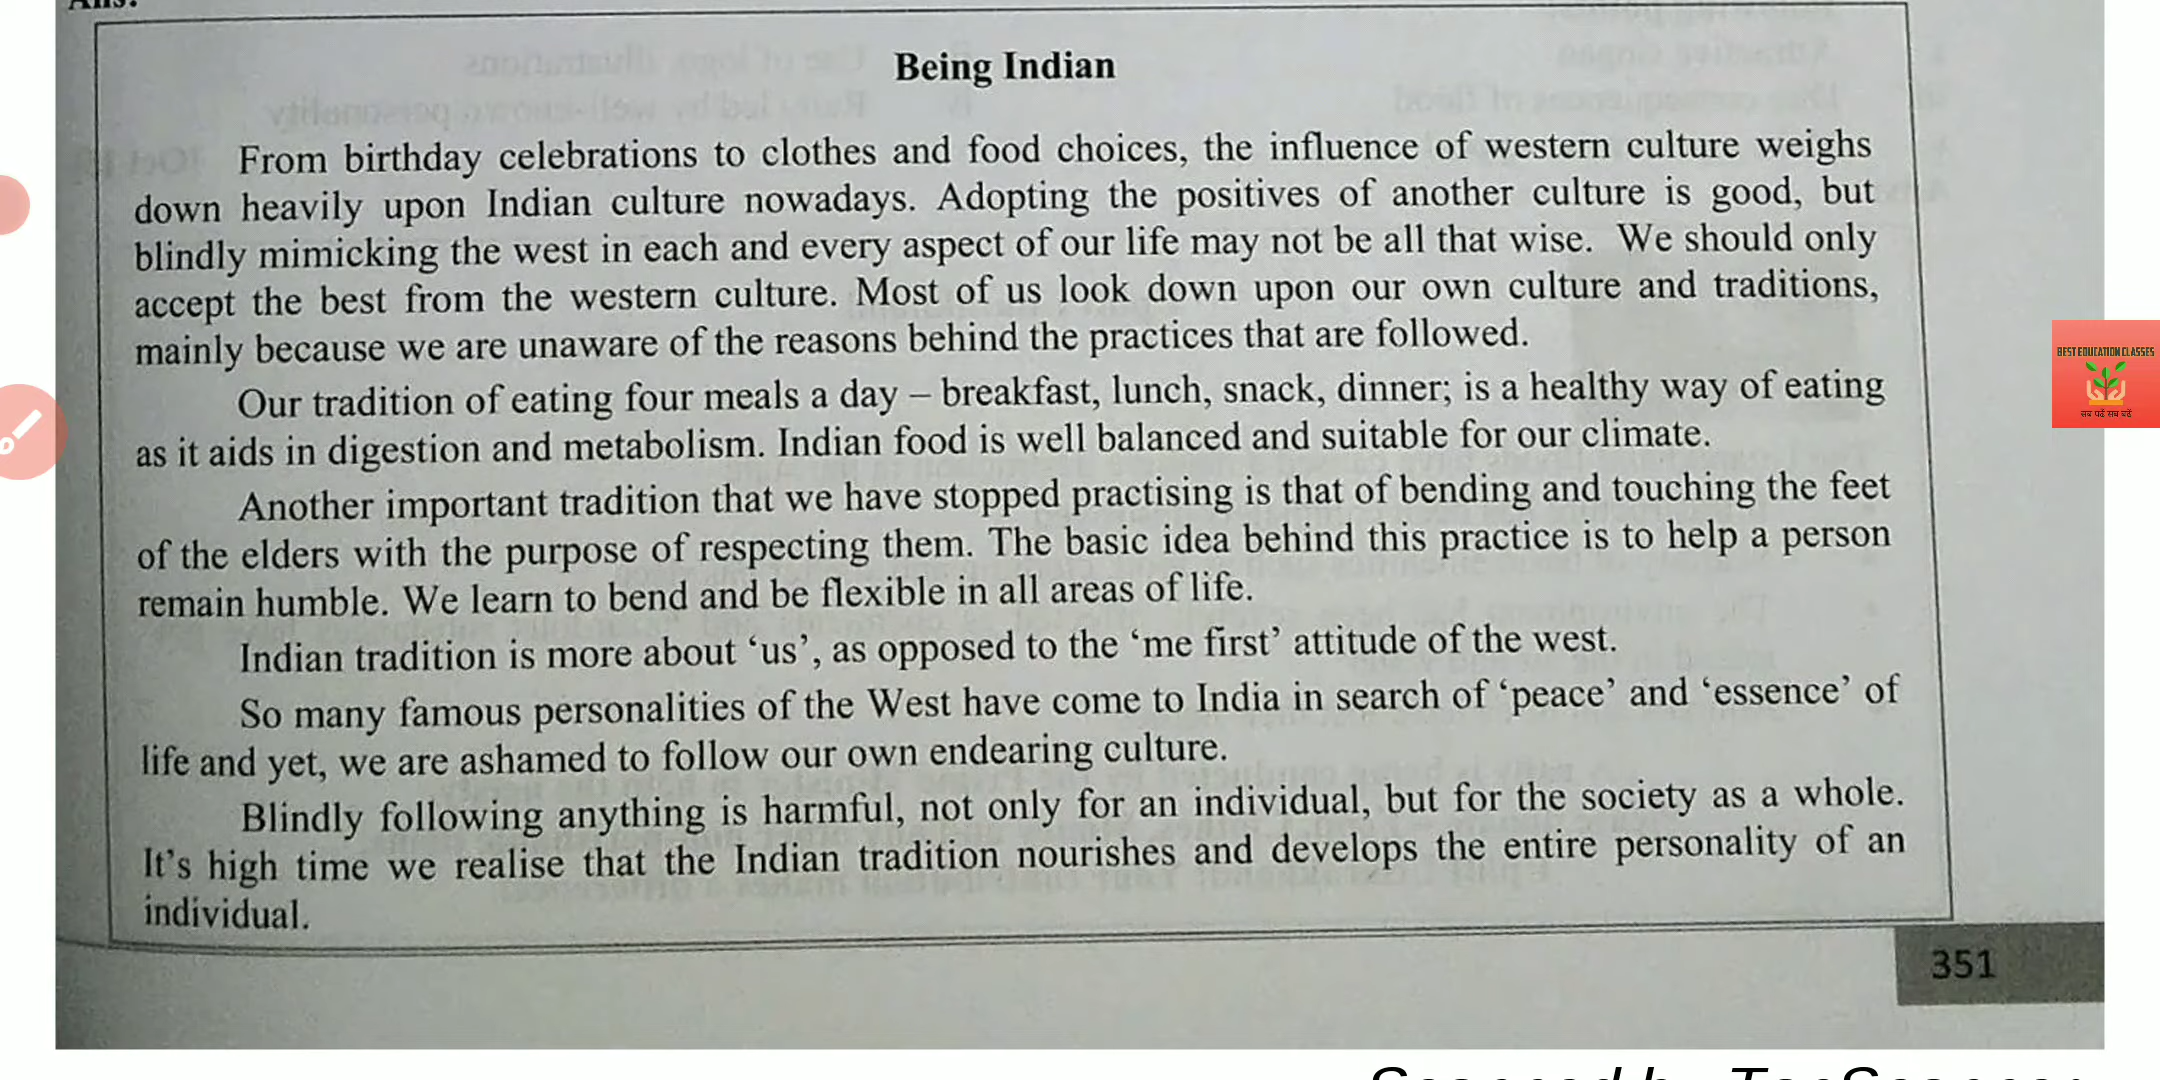 Ans.
Being Indian
From birthday celebrations to clothes and food choices, the influence of western culture weighs
down heavily upon Indian culture nowadays. Adopting the positives of another culture is good, but
blindly mimicking the west in each and every aspect of our life may not be all that wise. We should only
accept the best from the western culture. Most of us look down upon our own culture and traditions,
mainly because we are unaware of the reasons behind the practices that are followed.
Our tradition of eating four meals a day – breakfast, lunch, snack, dinner; is a healthy way of eating
as it aids in digestion and metabolism. Indian food is well balanced and suitable for our climate.
Another important tradition that we have stopped practising is that of bending and touching the feet
of the elders with the purpose of respecting them. The basic idea behind this practice is to help a person
remain humble. We learn to bend and be flexible in all areas of life.
Indian tradition is more about ‘us’, as opposed to the ‘me first’ attitude of the west.
So many famous personalities of the West have come to India in search of ‘peace’ and ‘essence’ of
life and yet, we are ashamed to follow our own endearing culture.
Blindly following anything is harmful, not only for an individual, but for the society as a whole.
It’s high time we realise that the Indian tradition nourishes and develops the entire personality of an
individual.
351
BEST EDUCATION CLASSES
सब पढ़ें सब बढ़ें
Scanned by TapScanner